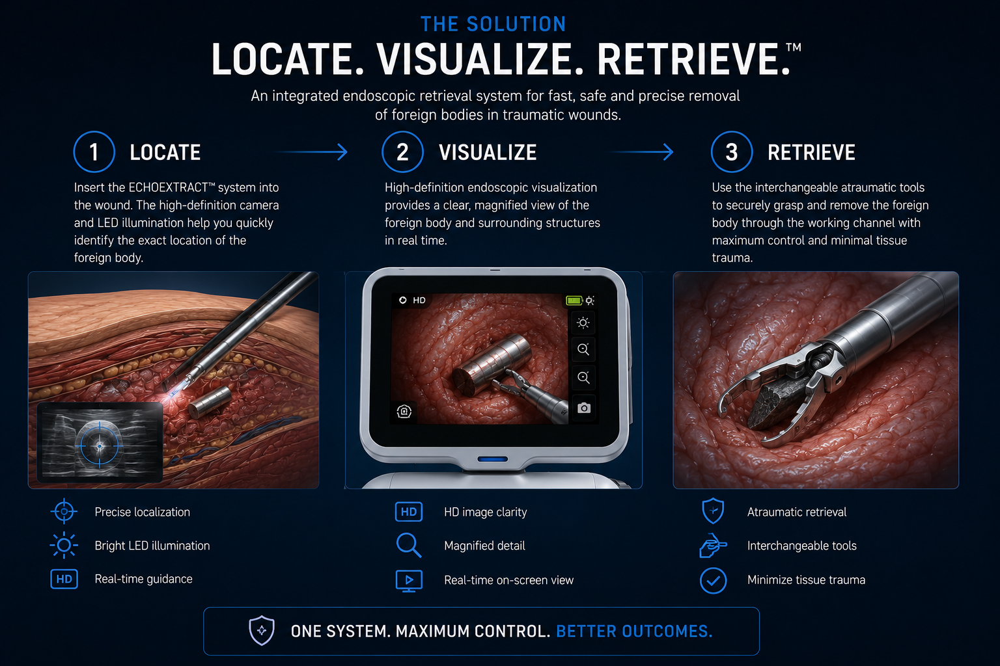 THE SOLUTION
LOCATE. VISUALIZE. RETRIEVE.™
An integrated endoscopic retrieval system for fast, safe and precise removal
of foreign bodies in traumatic wounds.
1 LOCATE
Insert the ECHOEXTRACT™ system into
the wound. The high-definition camera
and LED illumination help you quickly
identify the exact location of the
foreign body.
2 VISUALIZE
High-definition endoscopic visualization
provides a clear, magnified view of the
foreign body and surrounding structures
in real time.
HD
3 RETRIEVE
Use the interchangeable atraumatic tools
to securely grasp and remove the foreign
body through the working channel with
maximum control and minimal tissue
trauma.
Precise localization
Bright LED illumination
HD Real-time guidance
HD HD image clarity
Magnified detail
Real-time on-screen view
Atraumatic retrieval
Interchangeable tools
Minimize tissue trauma
ONE SYSTEM. MAXIMUM CONTROL. BETTER OUTCOMES.